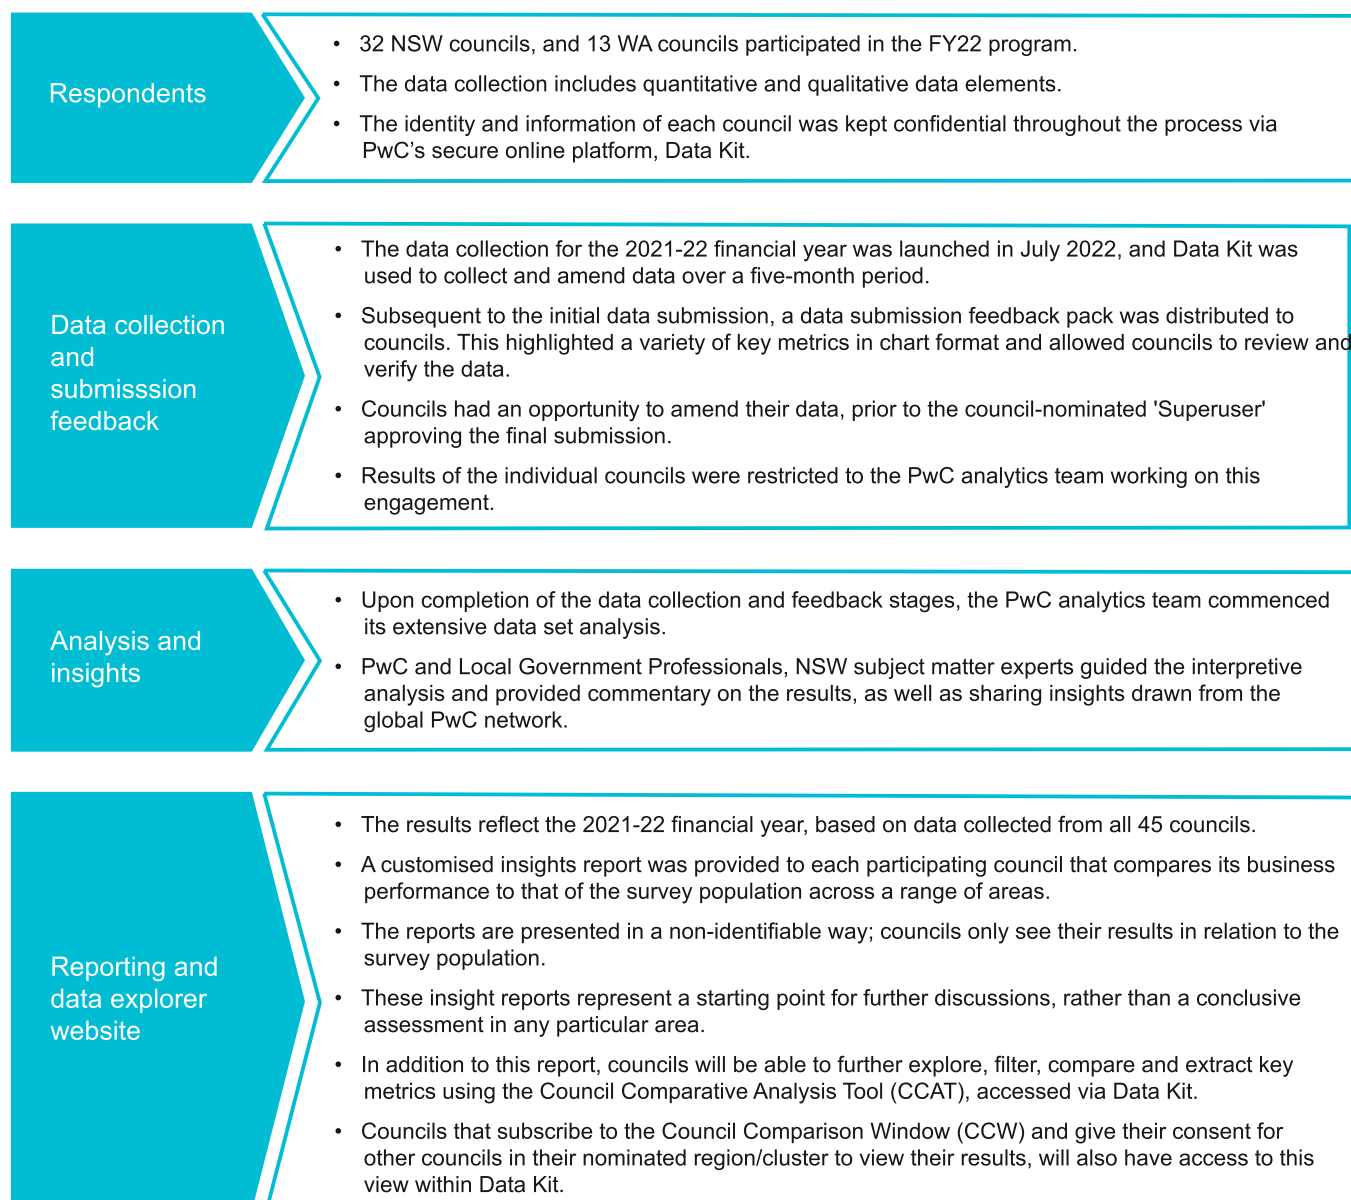 Respondents
• 32 NSW councils, and 13 WA councils participated in the FY22 program.
• The data collection includes quantitative and qualitative data elements.
• The identity and information of each council was kept confidential throughout the process via
PwC’s secure online platform, Data Kit.
Data collection
and
submisssion
feedback
• The data collection for the 2021-22 financial year was launched in July 2022, and Data Kit was
used to collect and amend data over a five-month period.
• Subsequent to the initial data submission, a data submission feedback pack was distributed to
councils. This highlighted a variety of key metrics in chart format and allowed councils to review and
verify the data.
• Councils had an opportunity to amend their data, prior to the council-nominated 'Superuser'
approving the final submission.
• Results of the individual councils were restricted to the PwC analytics team working on this
engagement.
Analysis and
insights
• Upon completion of the data collection and feedback stages, the PwC analytics team commenced
its extensive data set analysis.
• PwC and Local Government Professionals, NSW subject matter experts guided the interpretive
analysis and provided commentary on the results, as well as sharing insights drawn from the
global PwC network.
Reporting and
data explorer
website
• The results reflect the 2021-22 financial year, based on data collected from all 45 councils.
• A customised insights report was provided to each participating council that compares its business
performance to that of the survey population across a range of areas.
• The reports are presented in a non-identifiable way; councils only see their results in relation to the
survey population.
• These insight reports represent a starting point for further discussions, rather than a conclusive
assessment in any particular area.
• In addition to this report, councils will be able to further explore, filter, compare and extract key
metrics using the Council Comparative Analysis Tool (CCAT), accessed via Data Kit.
• Councils that subscribe to the Council Comparison Window (CCW) and give their consent for
other councils in their nominated region/cluster to view their results, will also have access to this
view within Data Kit.